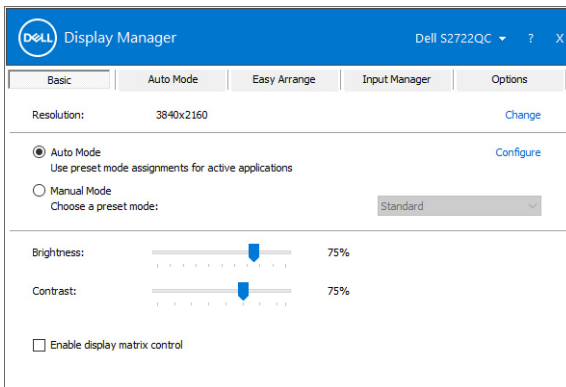 DELL Display Manager Dell S2722QC ? X
Basic Auto Mode Easy Arrange Input Manager Options
Resolution: 3840x2160 Change
Auto Mode Configure
Use preset mode assignments for active applications
Manual Mode
Choose a preset mode: Standard
Brightness: 75%
Contrast: 75%
Enable display matrix control